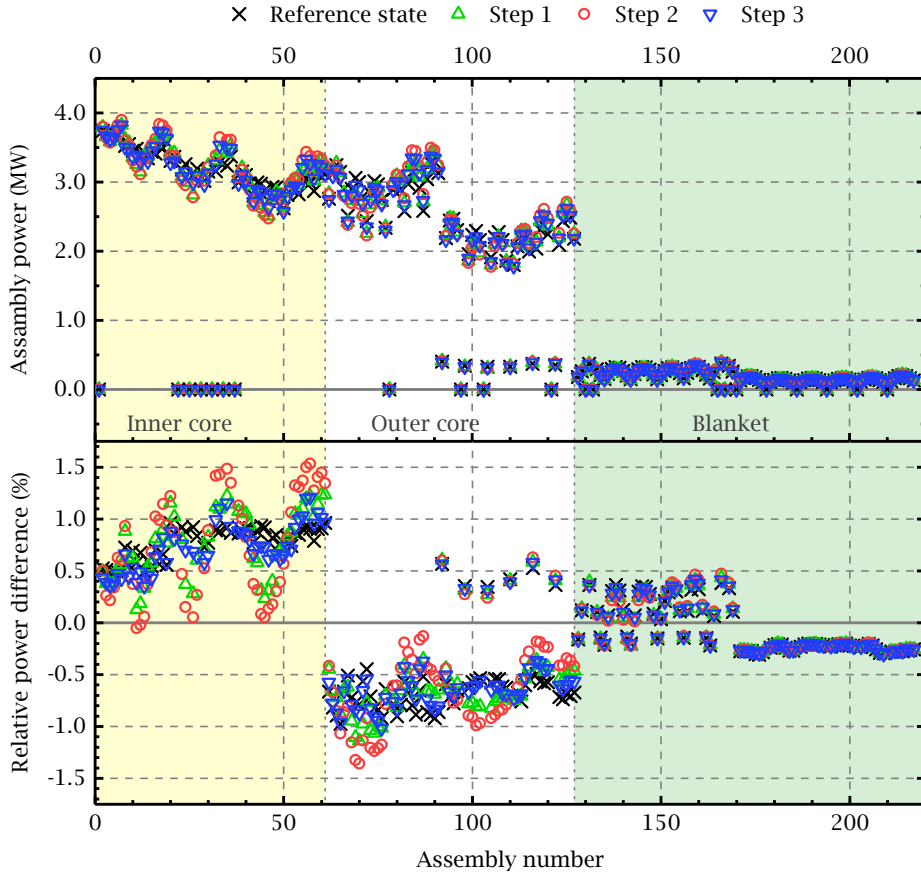 Reference state Step 1 Step 2 Step 3
0 50 100 150 200
4.0
3.0
2.0
1.0
0.0
Assambly power (MW)
Inner core Outer core Blanket
1.5
1.0
0.5
0.0
-0.5
-1.0
-1.5
Relative power difference (%)
0 50 100 150 200
Assembly number